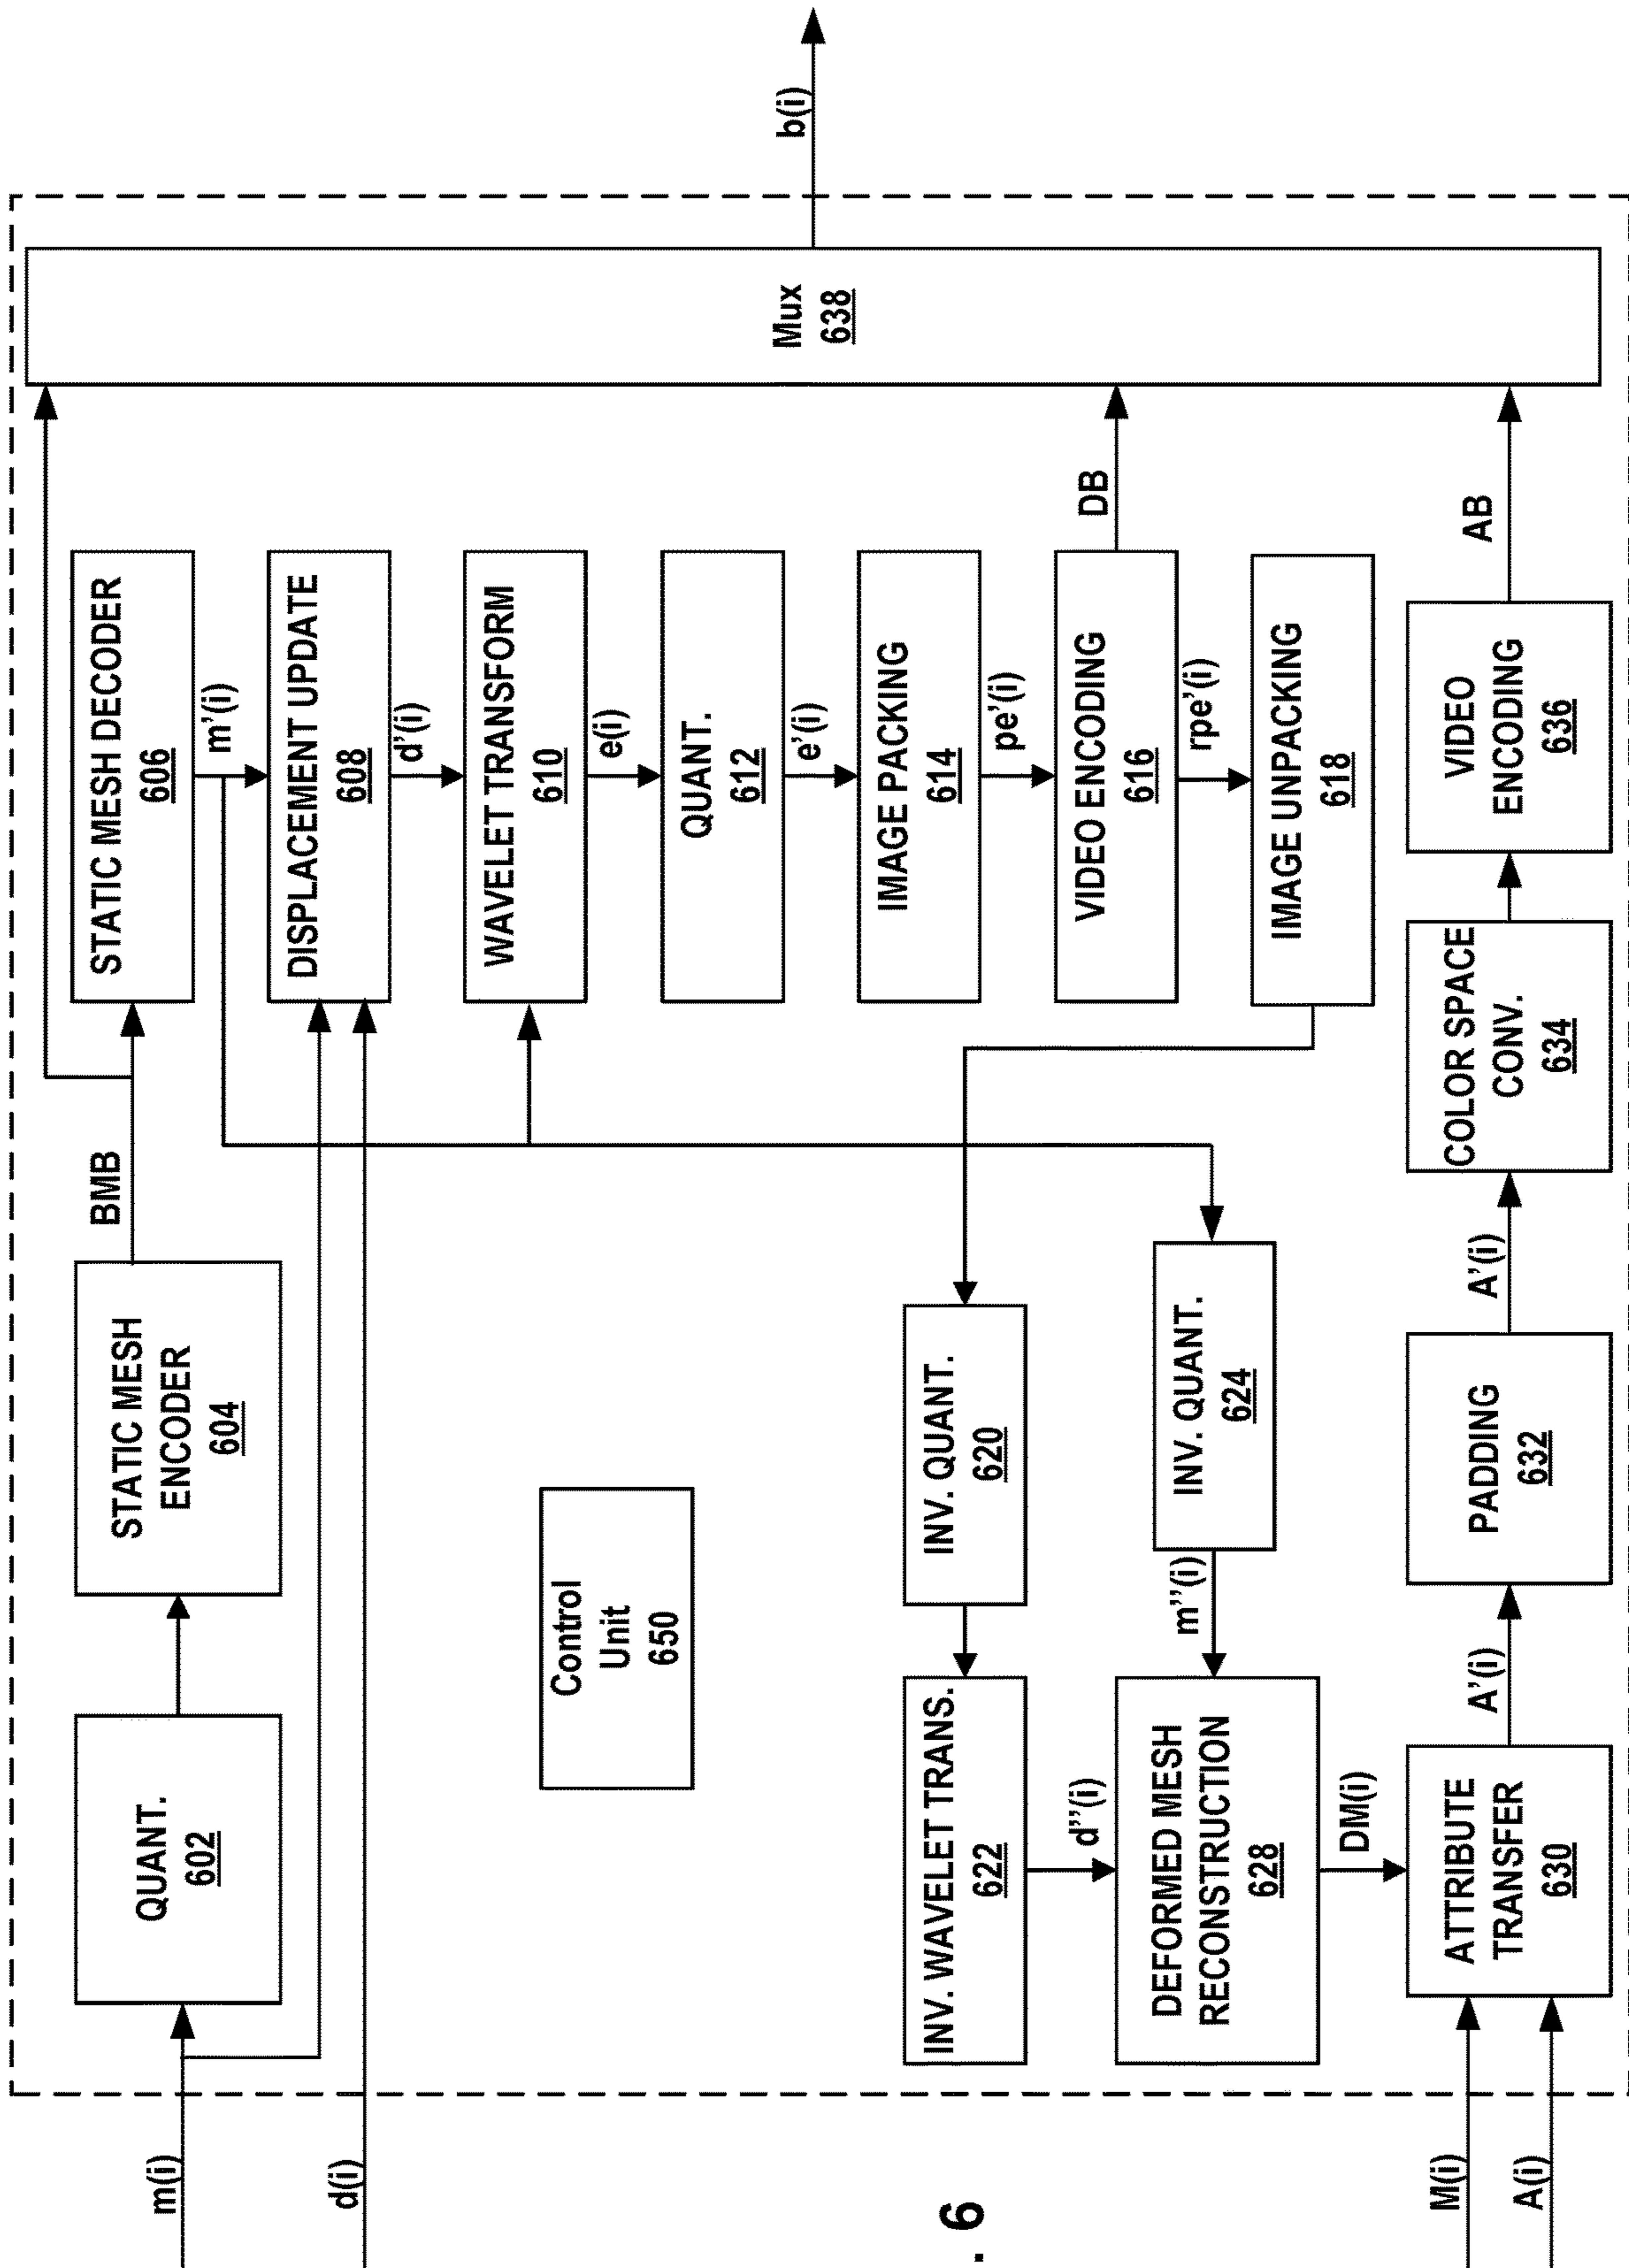 m(i)
QUANT.
602
STATIC MESH
ENCODER
604
BMB
STATIC MESH DECODER
606
m'(i)
d(i)
DISPLACEMENT UPDATE
608
d'(i)
WAVELET TRANSFORM
610
e(i)
Control
Unit
650
QUANT.
612
e'(i)
IMAGE PACKING
614
pe'(i)
VIDEO ENCODING
616
DB
rpe'(i)
IMAGE UNPACKING
618
INV. QUANT.
620
INV. WAVELET TRANS.
622
d''(i)
INV. QUANT.
624
m''(i)
DEFORMED MESH
RECONSTRUCTION
628
DM(i)
M(i)
A(i)
ATTRIBUTE
TRANSFER
630
A'(i)
PADDING
632
A'(i)
COLOR SPACE
CONV.
634
VIDEO
ENCODING
636
AB
Mux
638
b(i)
. 6